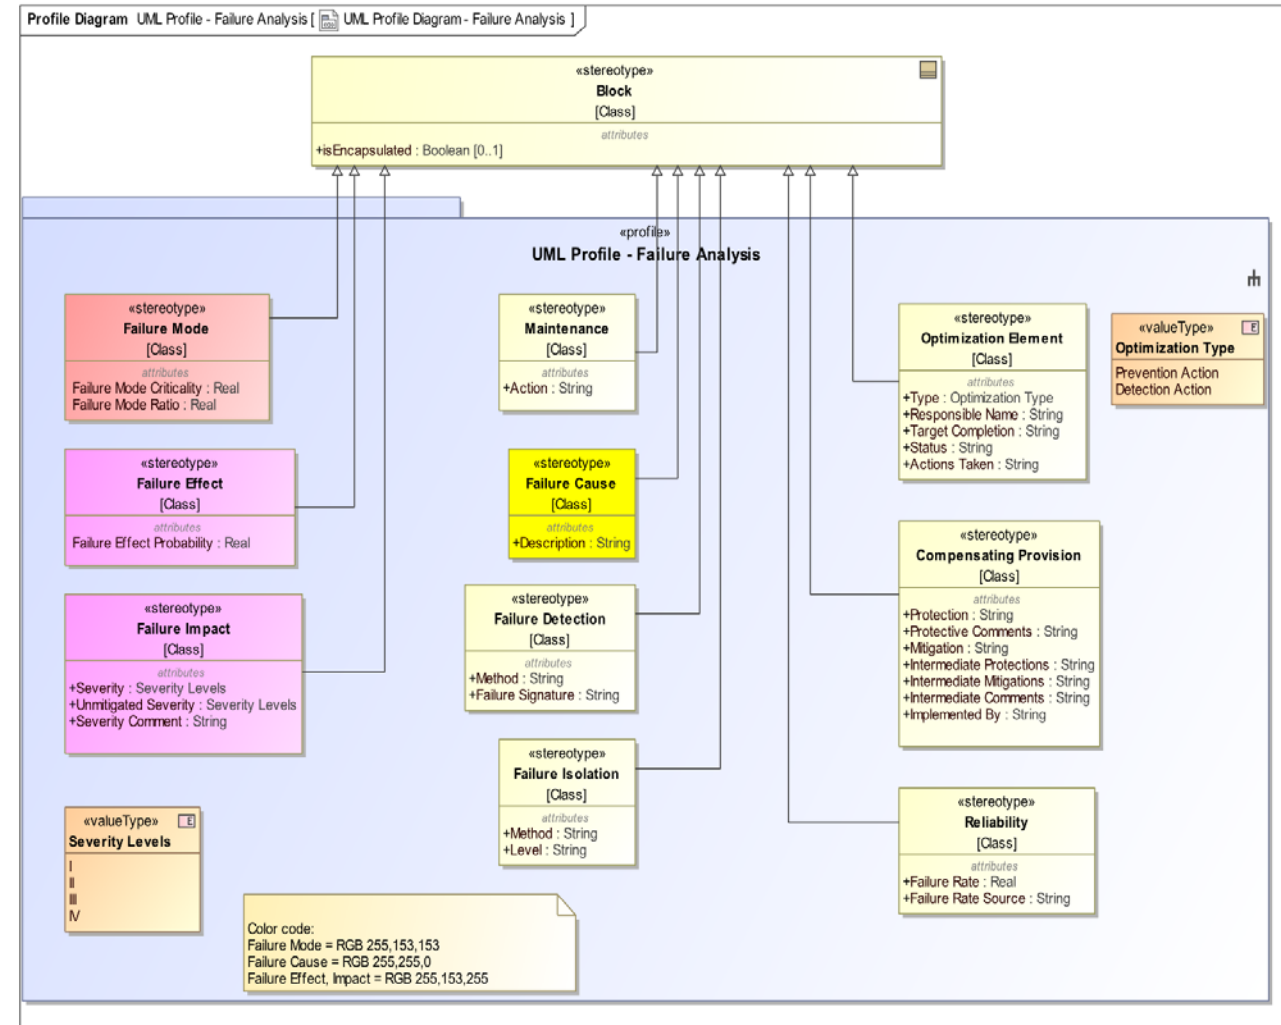 Profile Diagram UML Profile - Failure Analysis [ UML Profile Diagram - Failure Analysis ]
«stereotype»
Block
[Class]
attributes
+isEncapsulated : Boolean [0..1]
«profile»
UML Profile - Failure Analysis
«stereotype»
Failure Mode
[Class]
attributes
Failure Mode Criticality : Real
Failure Mode Ratio : Real
«stereotype»
Failure Effect
[Class]
attributes
Failure Effect Probability : Real
«stereotype»
Failure Impact
[Class]
attributes
+Severity : Severity Levels
+Unmitigated Severity : Severity Levels
+Severity Comment : String
«valueType»
E
Severity Levels
I
II
III
IV
«stereotype»
Maintenance
[Class]
attributes
+Action : String
«stereotype»
Failure Cause
[Class]
attributes
+Description : String
«stereotype»
Failure Detection
[Class]
attributes
+Method : String
+Failure Signature : String
«stereotype»
Failure Isolation
[Class]
attributes
+Method : String
+Level : String
Color code:
Failure Mode = RGB 255,153,153
Failure Cause = RGB 255,255,0
Failure Effect, Impact = RGB 255,153,255
«stereotype»
Optimization Element
[Class]
attributes
+Type : Optimization Type
+Responsible Name : String
+Target Completion : String
+Status : String
+Actions Taken : String
«valueType»
E
Optimization Type
Prevention Action
Detection Action
«stereotype»
Compensating Provision
[Class]
attributes
+Protection : String
+Protective Comments : String
+Mitigation : String
+Intermediate Protections : String
+Intermediate Mitigations : String
+Intermediate Comments : String
+Implemented By : String
«stereotype»
Reliability
[Class]
attributes
+Failure Rate : Real
+Failure Rate Source : String